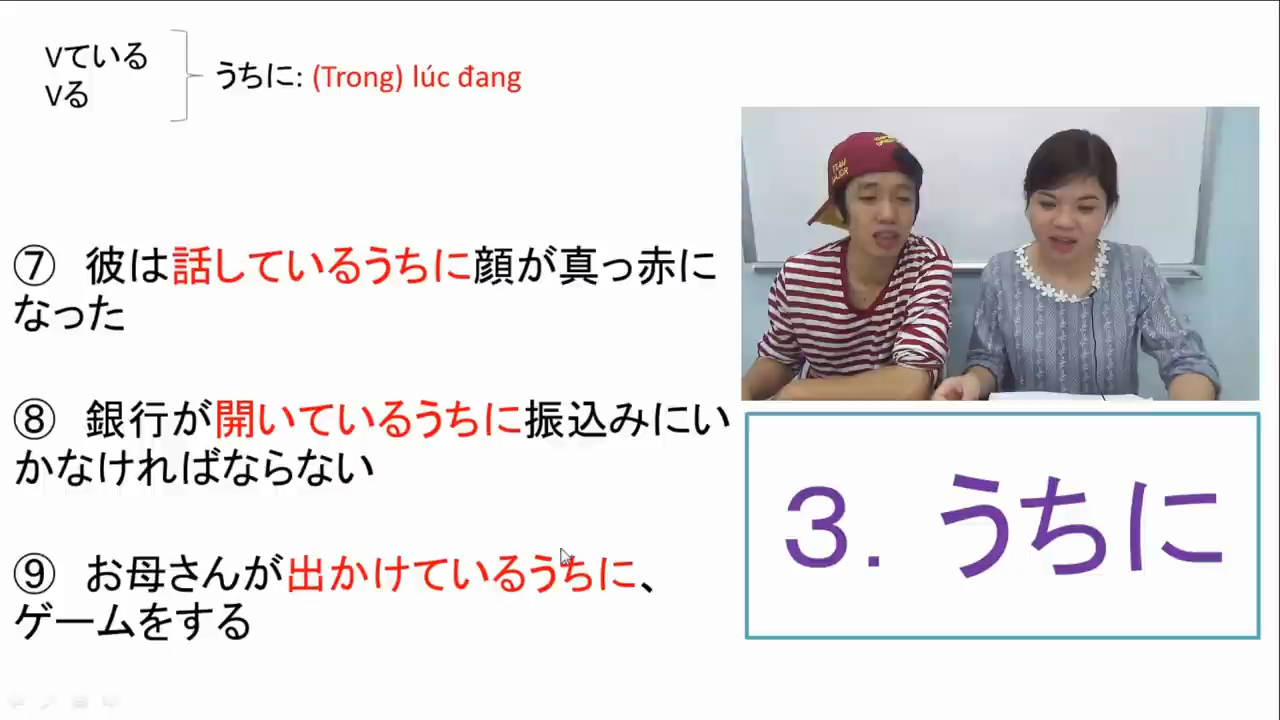 Vている
Vる
うちに: (Trong) lúc đang
⑦ 彼は話しているうちに顔が真っ赤に
なった
⑧ 銀行が開いているうちに振込みにい
かなければならない
⑨ お母さんが出かけているうちに、
ゲームをする
TEAM
MAJOR
3. うちに